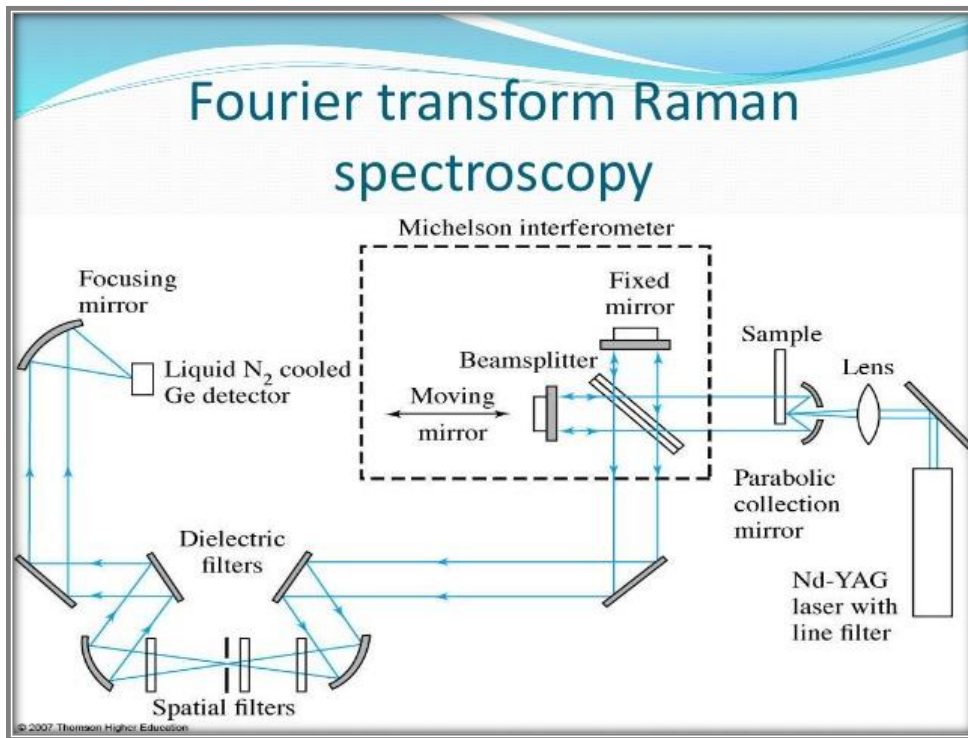 Fourier transform Raman
spectroscopy
Michelson interferometer
Focusing
mirror
Fixed
mirror
Sample
Beamsplitter
Lens
Liquid N₂ cooled
Ge detector
Moving
mirror
Parabolic
collection
mirror
Dielectric
filters
Nd-YAG
laser with
line filter
Spatial filters
© 2007 Thomson Higher Education